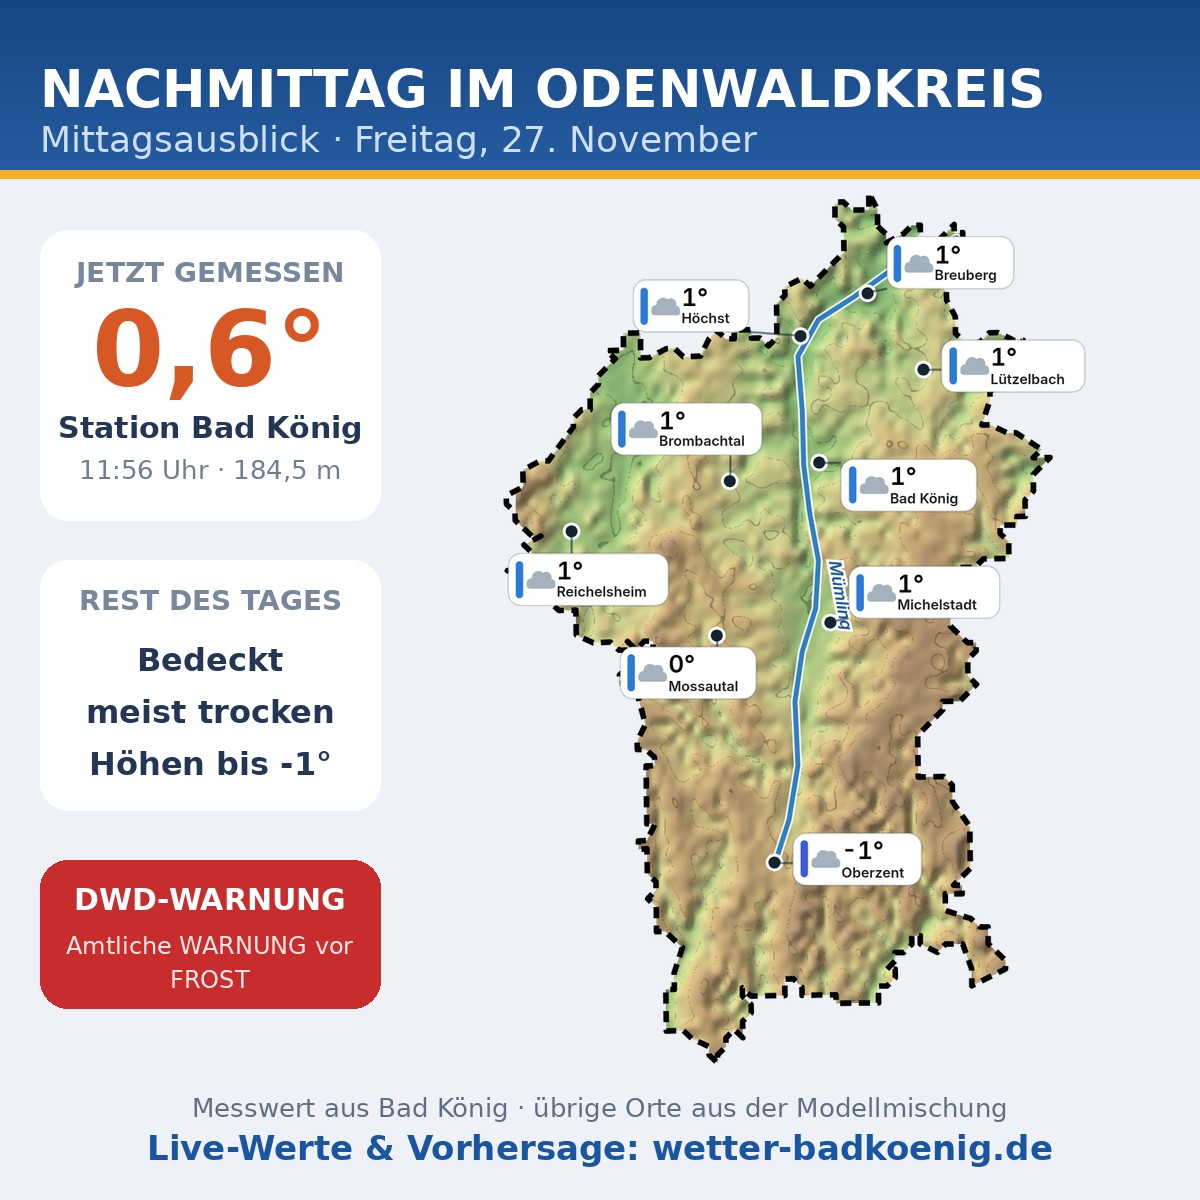 NACHMITTAG IM ODENWALDKREIS
Mittagsausblick · Freitag, 27. November
JETZT GEMESSEN
0,6°
Station Bad König
11:56 Uhr · 184,5 m
REST DES TAGES
Bedeckt
meist trocken
Höhen bis -1°
DWD-WARNUNG
Amtliche WARNUNG vor
FROST
1°
Breuberg
1°
Höchst
1°
Lützelbach
1°
Brombachtal
1°
Bad König
1°
Reichelsheim
Mümling
1°
Michelstadt
0°
Mossautal
-1°
Oberzent
Messwert aus Bad König · übrige Orte aus der Modellmischung
Live-Werte & Vorhersage: wetter-badkoenig.de